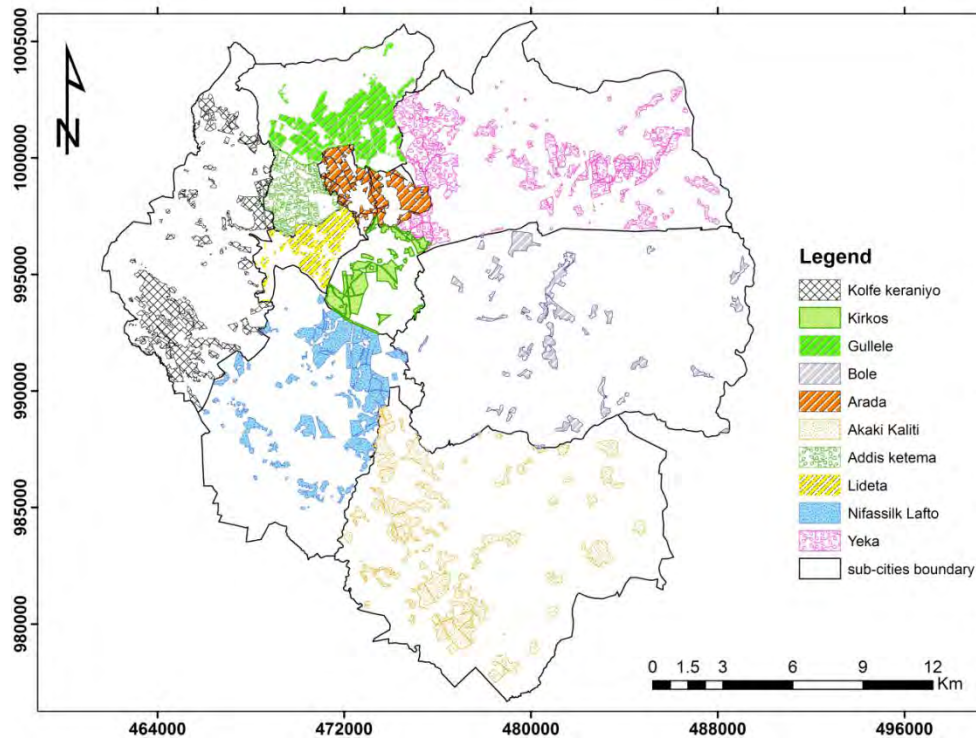 1005000
1000000
995000
990000
985000
980000
N
Legend
Kolfe keraniyo
Kirkos
Gullele
Bole
Arada
Akaki Kaliti
Addis ketema
Lideta
Nifassilk Lafto
Yeka
sub-cities boundary
0 1.5 3 6 9 12
Km
464000 472000 480000 488000 496000